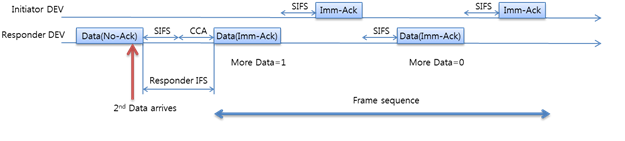 Initiator DEV
SIFS
Imm-Ack
SIFS
Imm-Ack
Responder DEV
Data(No-Ack)
SIFS
CCA
Data(Imm-Ack)
SIFS
Data(Imm-Ack)
More Data=1
More Data=0
Responder IFS
2nd Data arrives
Frame sequence